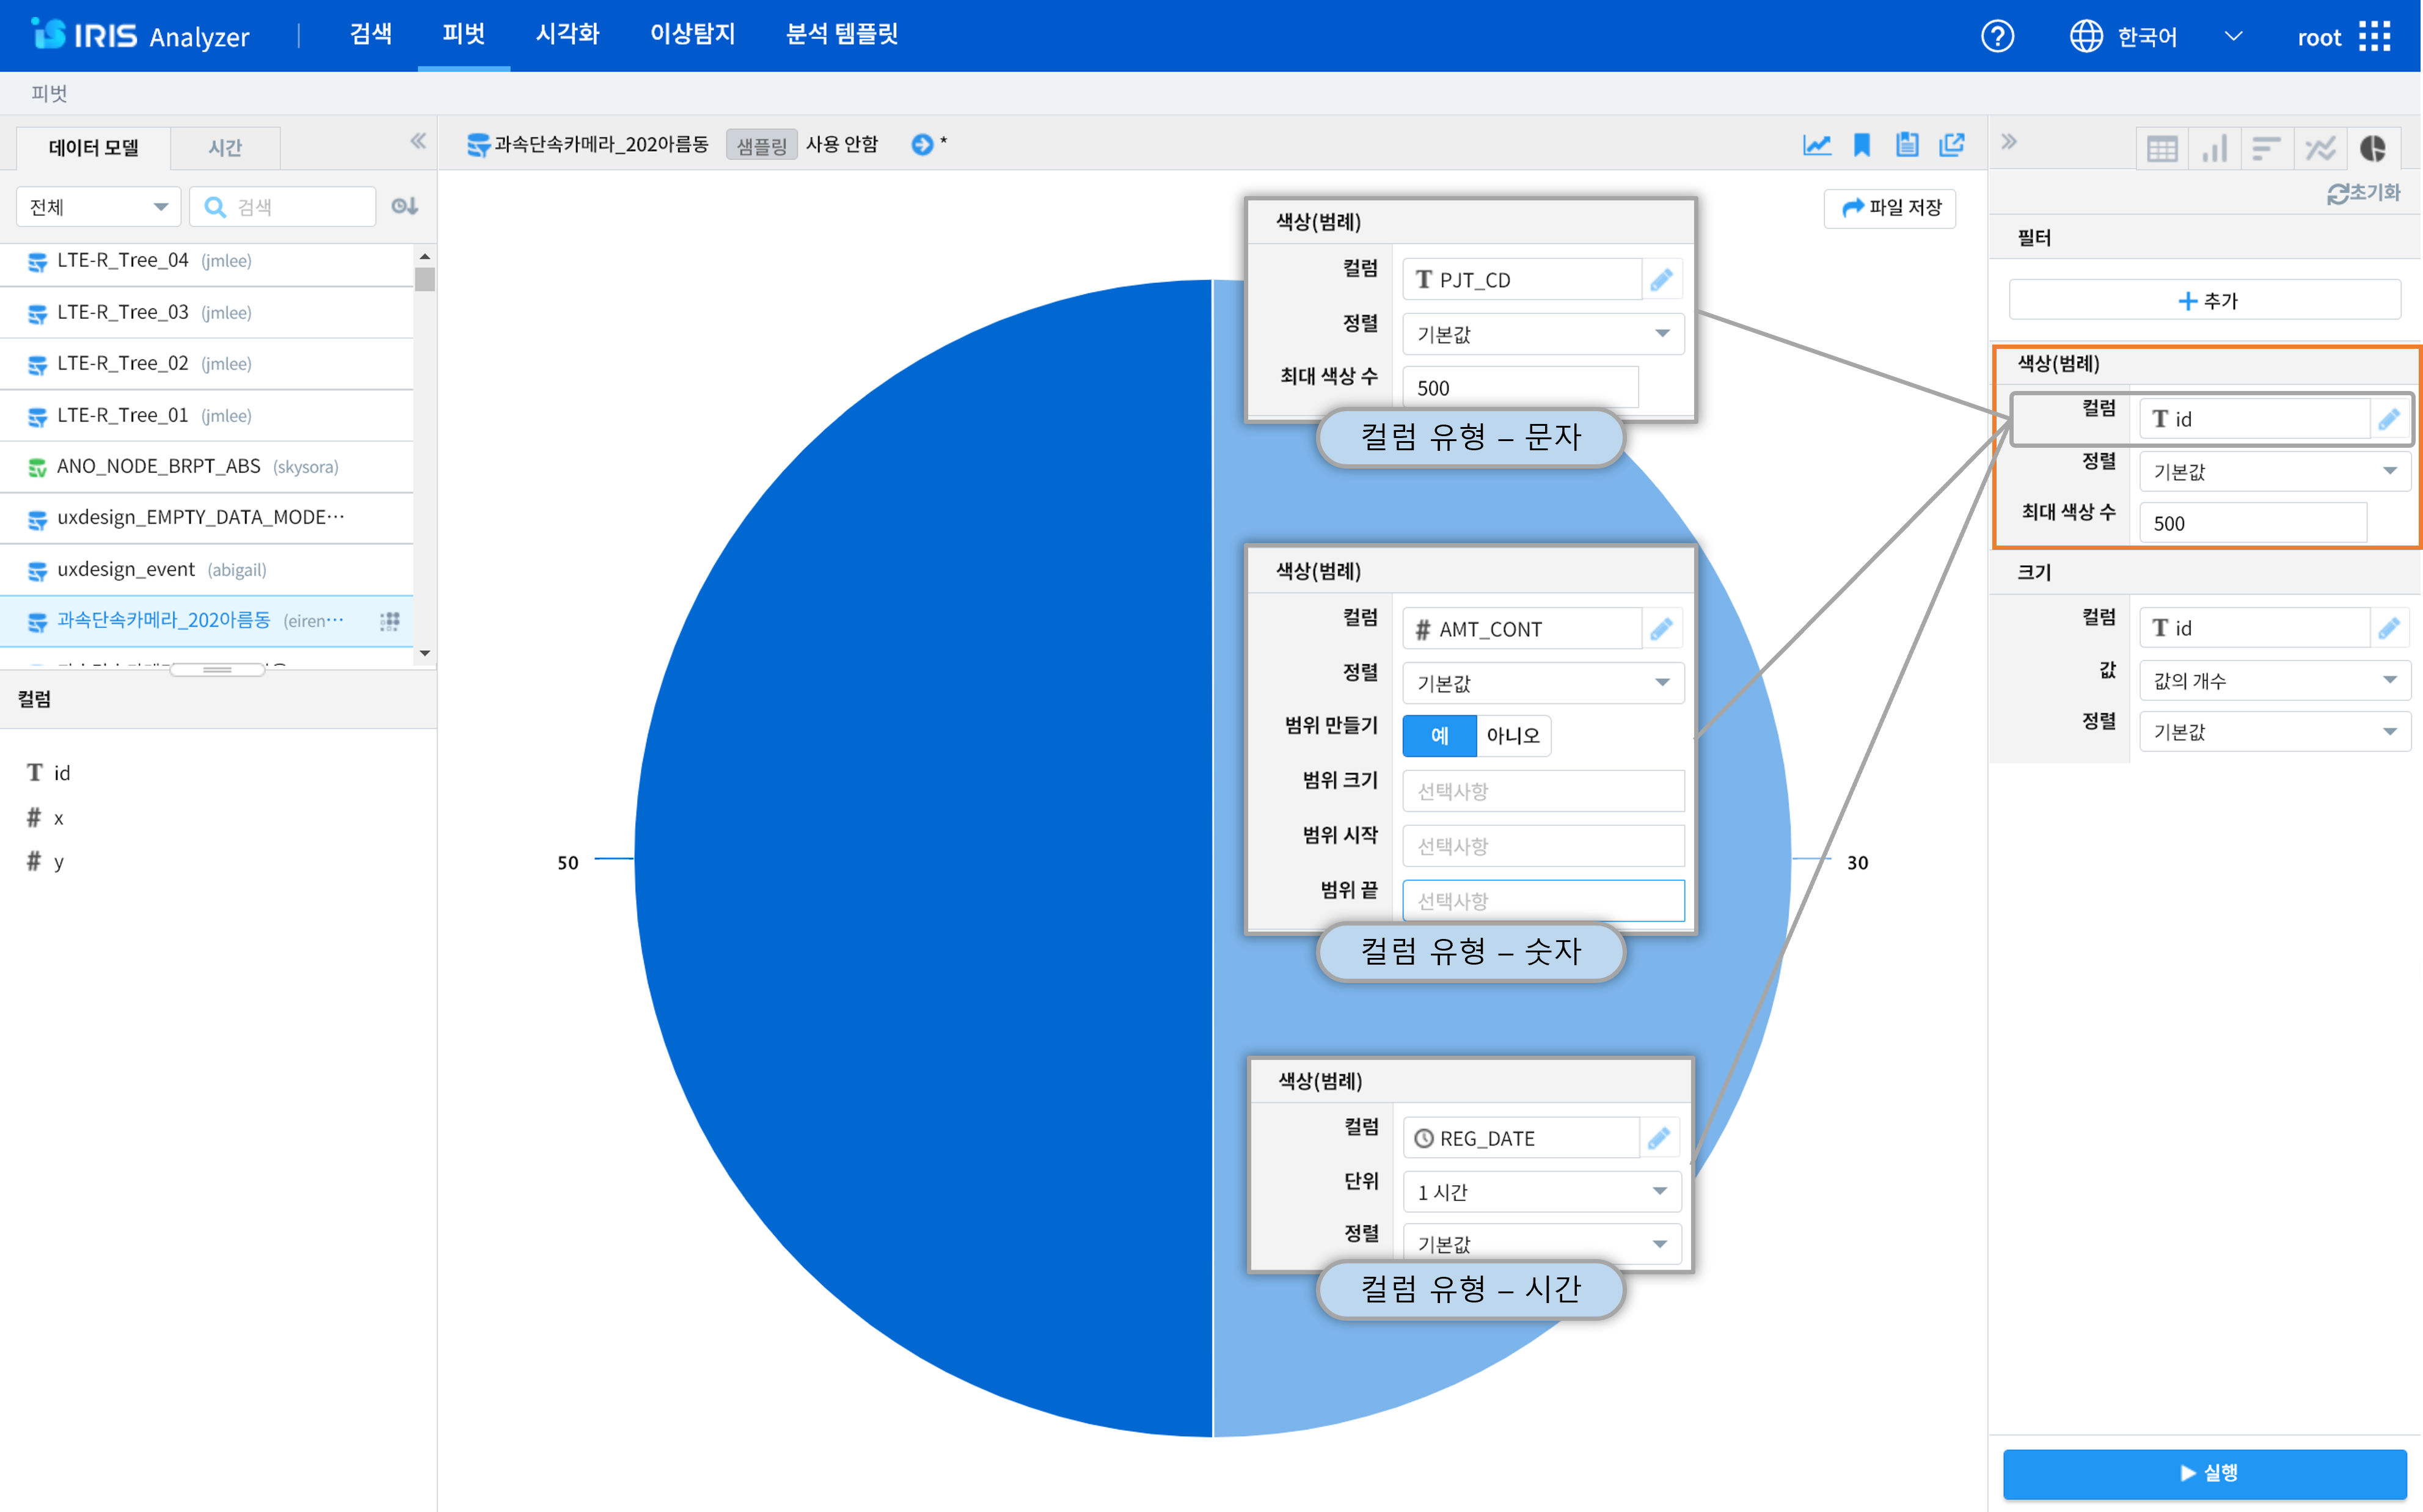 IRIS Analyzer
검색 피벗 시각화 이상탐지 분석 템플릿
한국어
root
피벗
데이터 모델
시간
전체
검색
LTE-R_Tree_04 (jmlee)
LTE-R_Tree_03 (jmlee)
LTE-R_Tree_02 (jmlee)
LTE-R_Tree_01 (jmlee)
ANO_NODE_BRPT_ABS (skysora)
uxdesign_EMPTY_DATA_MODE···
uxdesign_event (abigail)
과속단속카메라_202아름동 (eiren···
컬럼
T id
# x
# y
과속단속카메라_202아름동 샘플링 사용 안함 *
파일 저장
50
30
색상(범례)
컬럼 T PJT_CD
정렬 기본값
최대 색상 수 500
컬럼 유형 – 문자
색상(범례)
컬럼 # AMT_CONT
정렬 기본값
범위 만들기 예 아니오
범위 크기 선택사항
범위 시작 선택사항
범위 끝 선택사항
컬럼 유형 – 숫자
색상(범례)
컬럼 REG_DATE
단위 1 시간
정렬 기본값
컬럼 유형 – 시간
초기화
필터
+ 추가
색상(범례)
컬럼 T id
정렬 기본값
최대 색상 수 500
크기
컬럼 T id
값 값의 개수
정렬 기본값
실행